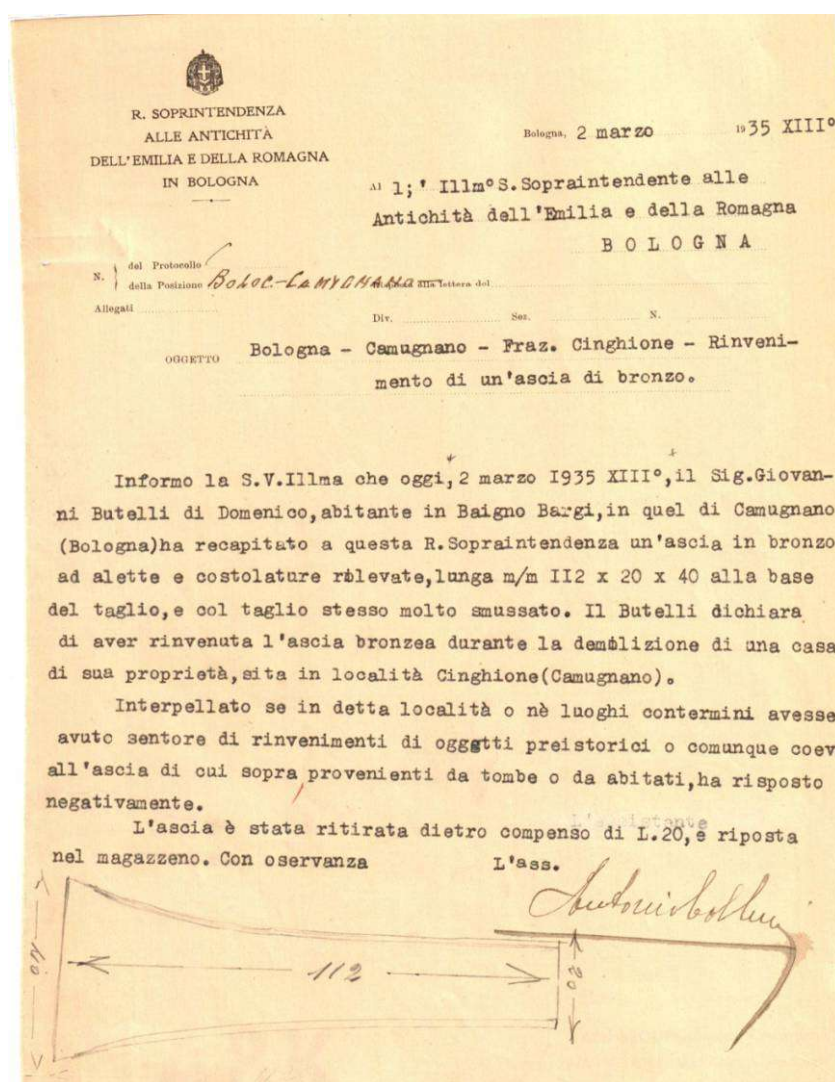 R. SOPRINTENDENZA
ALLE ANTICHITÀ
DELL'EMILIA E DELLA ROMAGNA
IN BOLOGNA
Bologna, 2 marzo 1935 XIII°
Al l;' Illm° S.Sopraintendente alle
Antichità dell'Emilia e della Romagna
BOLOGNA
N. del Protocollo
della Posizione alla lettera del
Allegati
Div. Sez. N.
OGGETTO Bologna - Camugnano - Fraz. Cinghione - Rinveni-
mento di un'ascia di bronzo.
Informo la S.V.Illma che oggi,2 marzo I935 XIII°,il Sig.Giovan-
ni Butelli di Domenico,abitante in Baigno Bargi,in quel di Camugnano
(Bologna)ha recapitato a questa R.Sopraintendenza un'ascia in bronzo
ad alette e costolature rilevate,lunga m/m II2 x 20 x 40 alla base
del taglio,e col taglio stesso molto smussato. Il Butelli dichiara
di aver rinvenuta l'ascia bronzea durante la demolizione di una casa
di sua proprietà,sita in località Cinghione(Camugnano).
Interpellato se in detta località o nè luoghi contermini avesse
avuto sentore di rinvenimenti di oggetti preistorici o comunque coev
all'ascia di cui sopra provenienti da tombe o da abitati,ha risposto
negativamente.
L'assistente
L'ascia è stata ritirata dietro compenso di L.20,e riposta
nel magazzeno. Con oservanza L'ass.
112
20